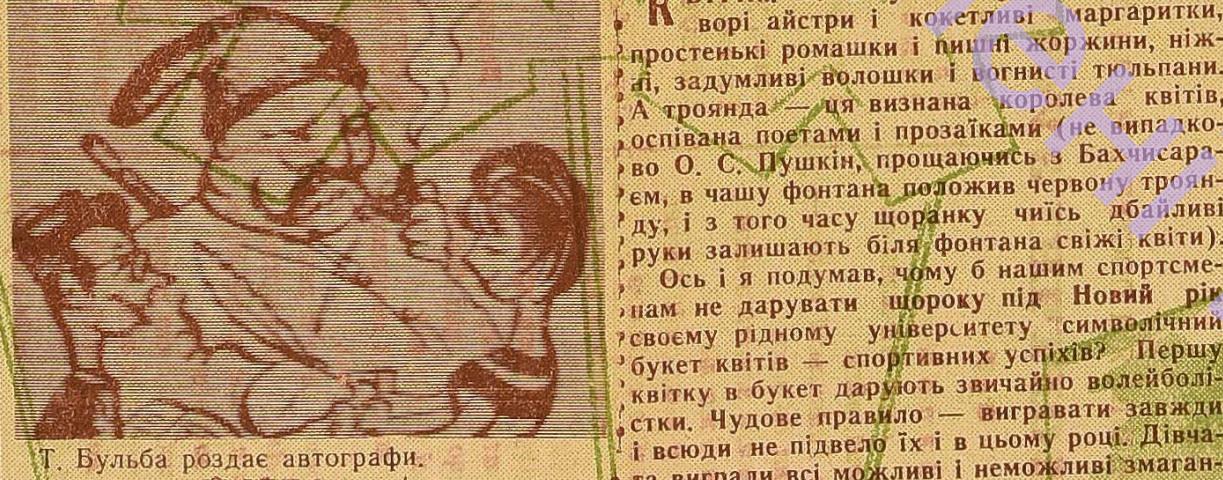 Т. Бульба роздає автографи.
ворі айстри і кокетливі маргаритки,
простенькі ромашки і пишні жоржини, ніж-
ні, задумливі волошки і вогнисті тюльпани.
А троянда — ця визнана королева квітів,
оспівана поетами і прозаїками (не випадко-
во О. С. Пушкін, прощаючись з Бахчисара-
єм, в чашу фонтана положив червону троян-
ду, і з того часу щоранку чиїсь дбайливі
руки залишають біля фонтана свіжі квіти)
Ось і я подумав, чому б нашим спортсме-
нам не дарувати щороку під Новий рік
своєму рідному університету символічний
букет квітів — спортивних успіхів? Першу
квітку в букет дарують звичайно волейболі-
стки. Чудове правило — вигравати завжди
і всюди не підвело їх і в цьому році. Дівча-
та виграли всі можливі і неможливі змаган-